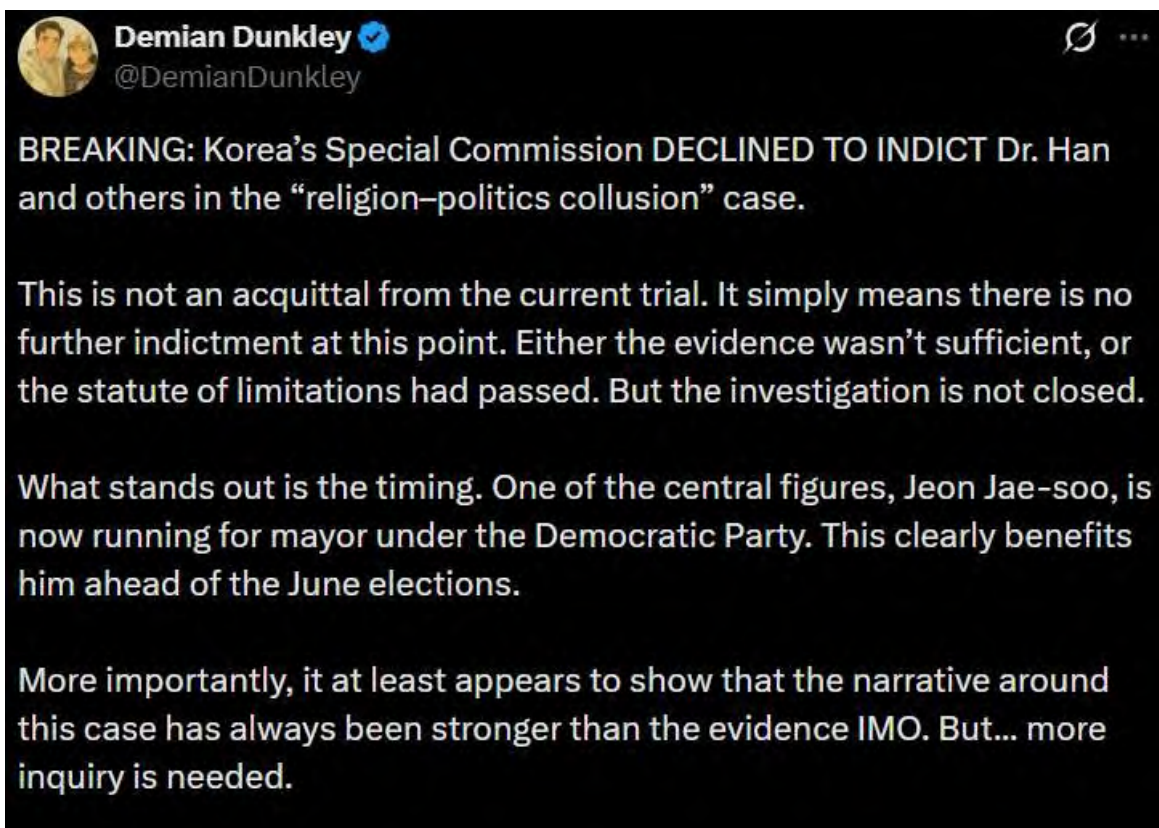 Demian Dunkley
@DemianDunkley
BREAKING: Korea’s Special Commission DECLINED TO INDICT Dr. Han
and others in the “religion–politics collusion” case.
This is not an acquittal from the current trial. It simply means there is no
further indictment at this point. Either the evidence wasn’t sufficient, or
the statute of limitations had passed. But the investigation is not closed.
What stands out is the timing. One of the central figures, Jeon Jae-soo, is
now running for mayor under the Democratic Party. This clearly benefits
him ahead of the June elections.
More importantly, it at least appears to show that the narrative around
this case has always been stronger than the evidence IMO. But... more
inquiry is needed.